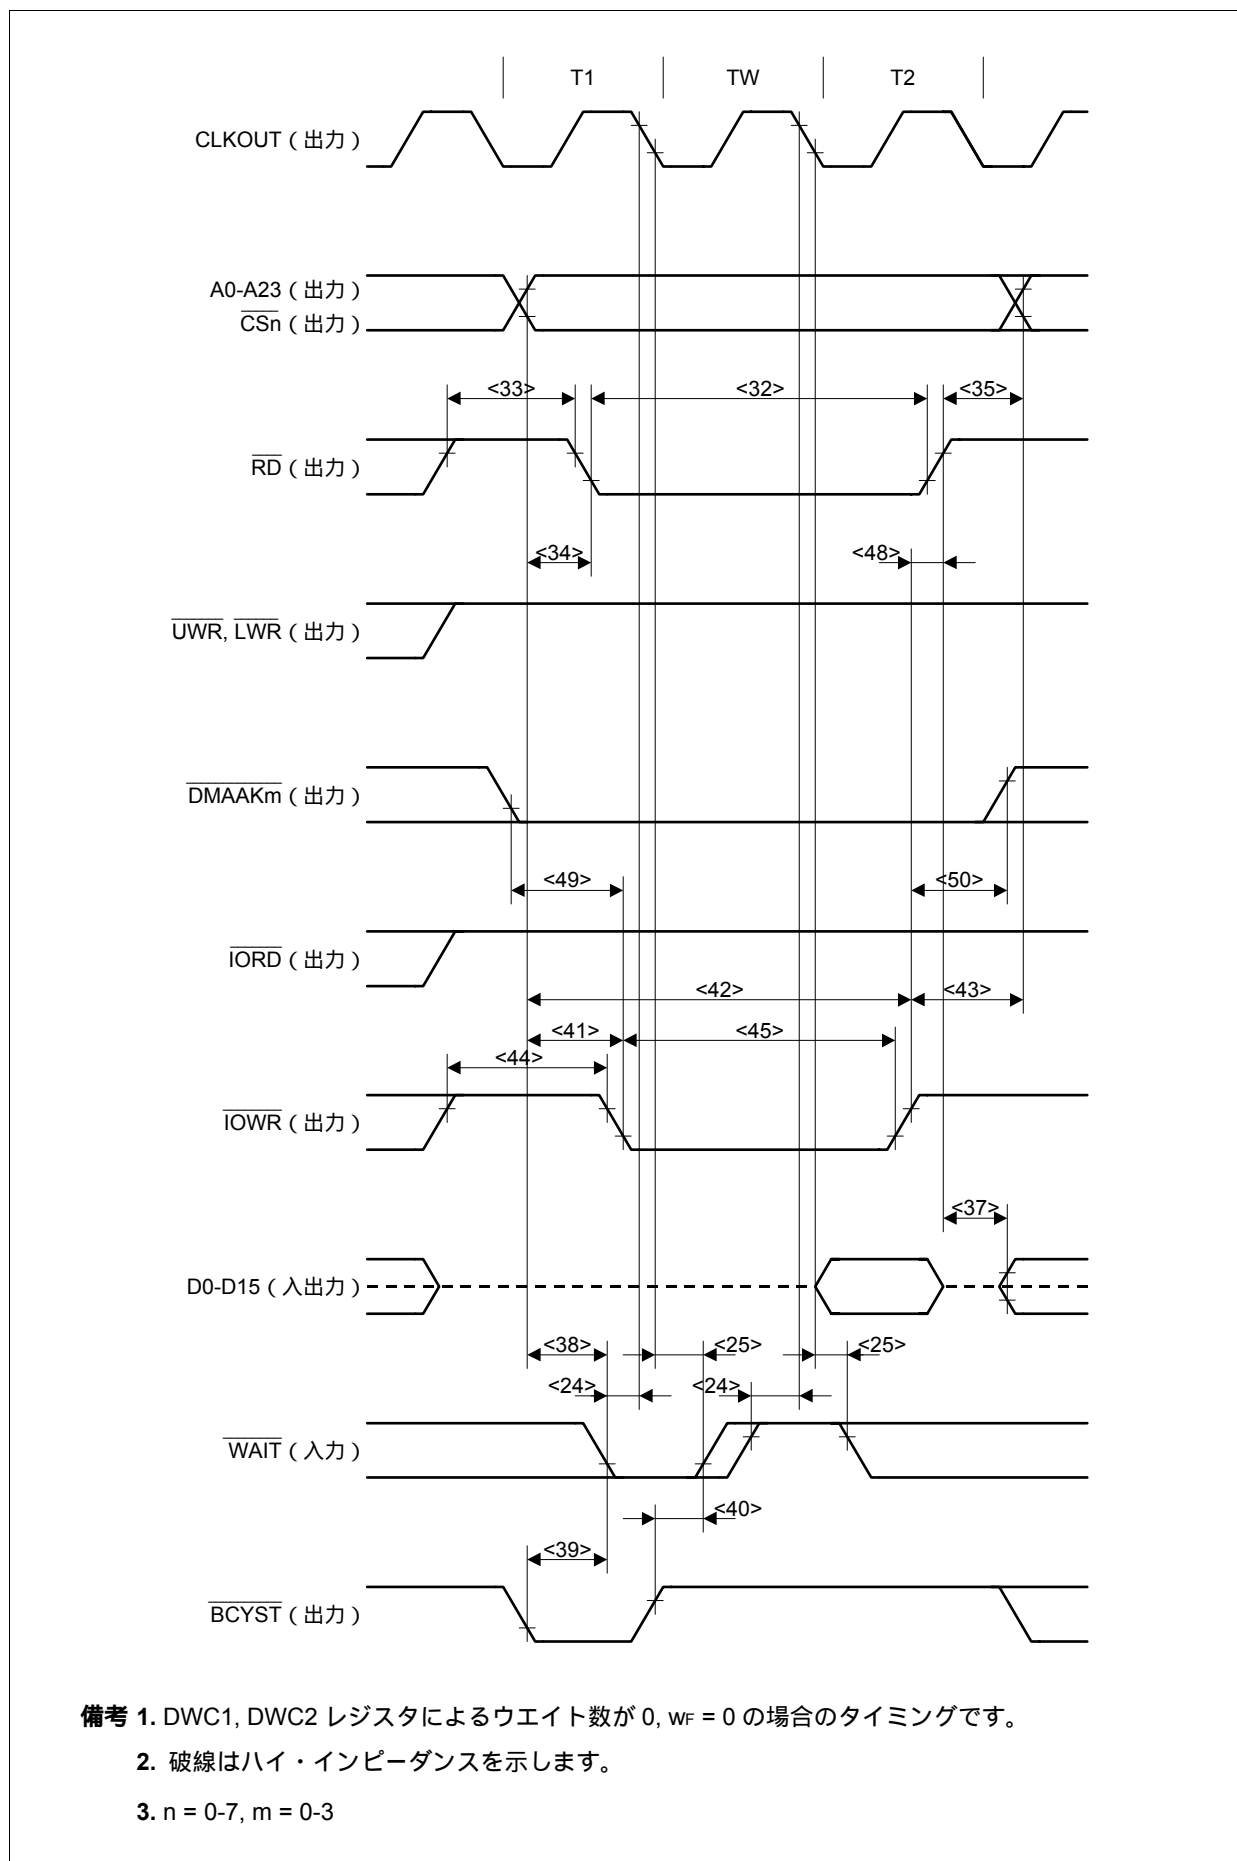 T1 TW T2
CLKOUT（出力）
A0-A23（出力）
CSn（出力）
<33> <32> <35>
RD（出力）
<34> <48>
UWR, LWR（出力）
DMAAKm（出力）
<49> <50>
IORD（出力）
<42> <43>
<41> <45>
<44>
IOWR（出力）
<37>
D0-D15（入出力）
<38> <25> <25>
<24> <24>
WAIT（入力）
<40>
<39>
BCYST（出力）
備考 1. DWC1, DWC2 レジスタによるウエイト数が 0, wF = 0 の場合のタイミングです。
2. 破線はハイ・インピーダンスを示します。
3. n = 0-7, m = 0-3